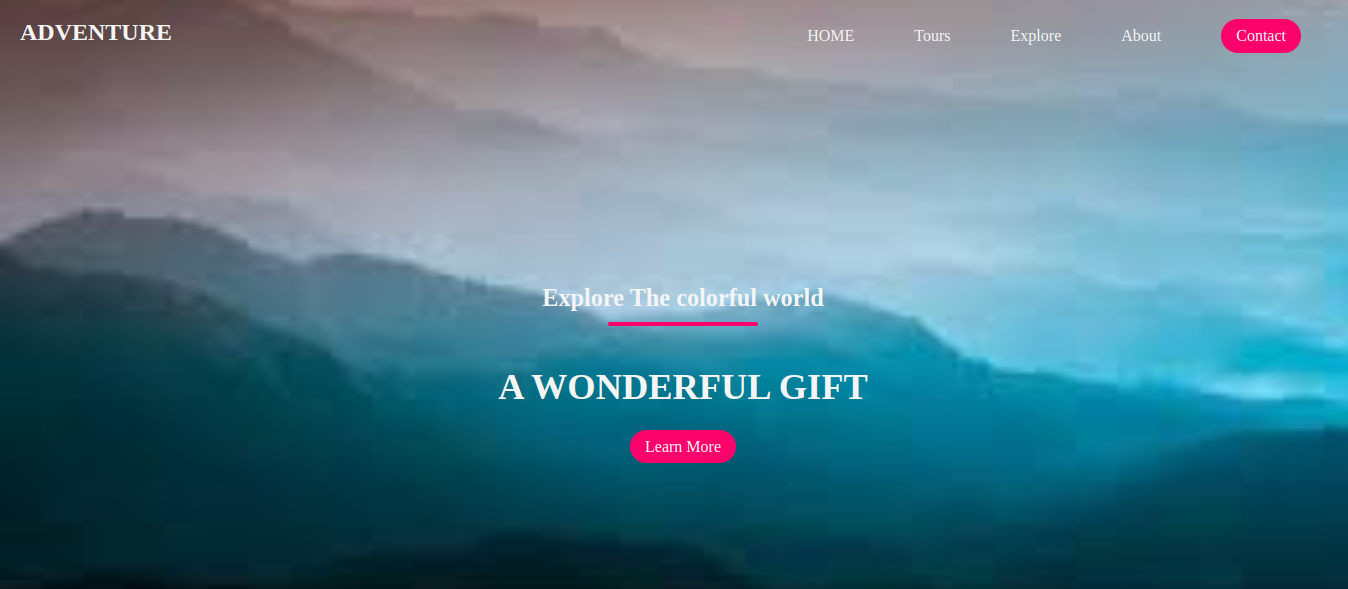 ADVENTURE
HOME Tours Explore About Contact
Explore The colorful world
A WONDERFUL GIFT
Learn More